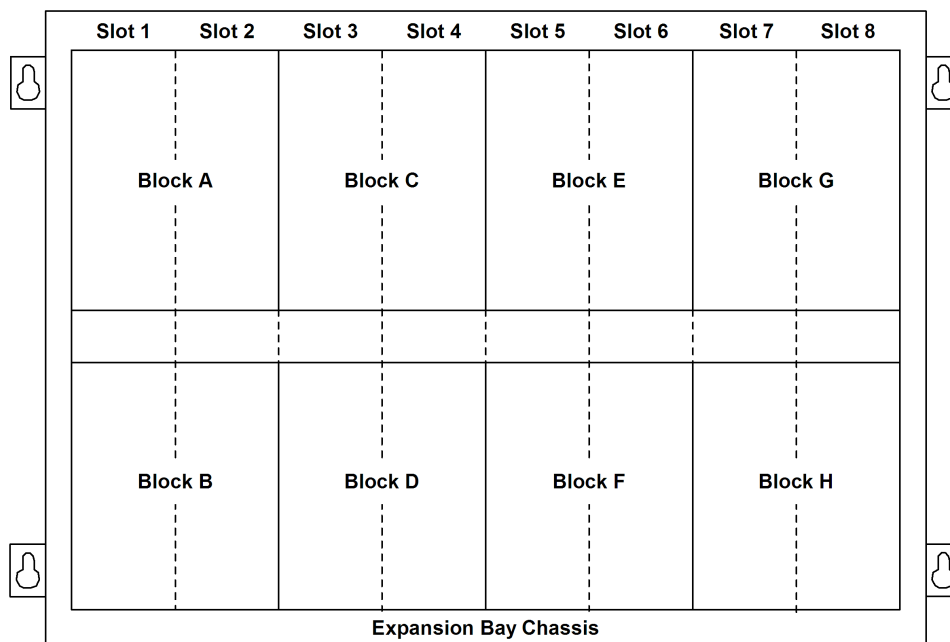 Slot 1 Slot 2 Slot 3 Slot 4 Slot 5 Slot 6 Slot 7 Slot 8
Block A Block C Block E Block G
Block B Block D Block F Block H
Expansion Bay Chassis